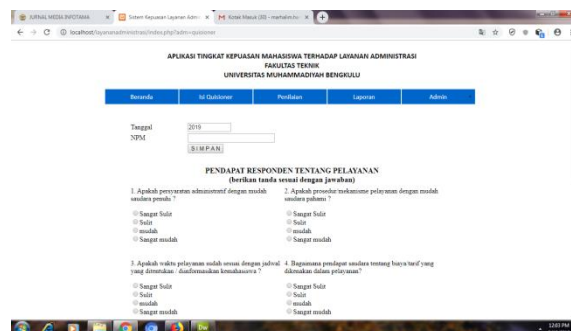 JURNAL MEDIA INFOTAMA
Sistem Kepuasan Layanan Admi
Kotak Masuk (30) - marhalim.hu
localhost/layananadministrasi/index.php?adm=quisioner
APLIKASI TINGKAT KEPUASAN MAHASISWA TERHADAP LAYANAN ADMINISTRASI
FAKULTAS TEKNIK
UNIVERSITAS MUHAMMADIYAH BENGKULU
Beranda Isi Quisioner Penilaian Laporan Admin
Tanggal 2019
NPM
SIMPAN
PENDAPAT RESPONDEN TENTANG PELAYANAN
(berikan tanda sesuai dengan jawaban)
1. Apakah persyaratan administratif dengan mudah
saudara penuhi ?
Sangat Sulit
Sulit
mudah
Sangat mudah
2. Apakah prosedur/mekanisme pelayanan dengan mudah
saudara pahami ?
Sangat Sulit
Sulit
mudah
Sangat mudah
3. Apakah waktu pelayanan sudah sesuai dengan jadwal
yang ditentukan / diinformasikan kemahasiswa ?
Sangat Sulit
Sulit
mudah
Sangat mudah
4. Bagaimana pendapat saudara tentang biaya/tarif yang
dikenakan dalam pelayanan?
Sangat Sulit
Sulit
mudah
Sangat mudah
Dw
12:03 PM